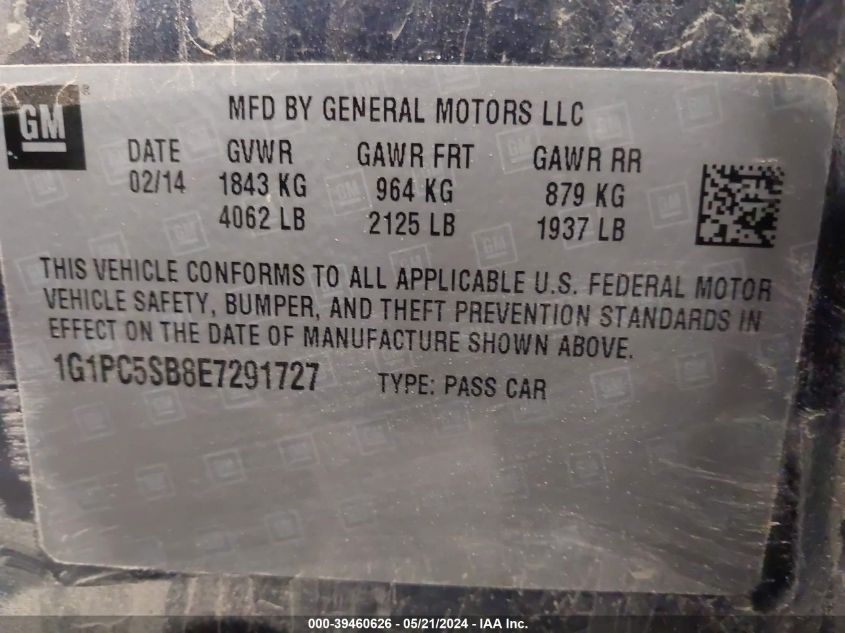 GM®
MFD BY GENERAL MOTORS LLC
DATE GVWR GAWR FRT GAWR RR
02/14 1843 KG 964 KG 879 KG
4062 LB 2125 LB 1937 LB
THIS VEHICLE CONFORMS TO ALL APPLICABLE U.S. FEDERAL MOTOR
VEHICLE SAFETY, BUMPER, AND THEFT PREVENTION STANDARDS IN
EFFECT ON THE DATE OF MANUFACTURE SHOWN ABOVE.
1G1PC5SB8E7291727 TYPE: PASS CAR
000-39460626 - 05/21/2024 - IAA Inc.